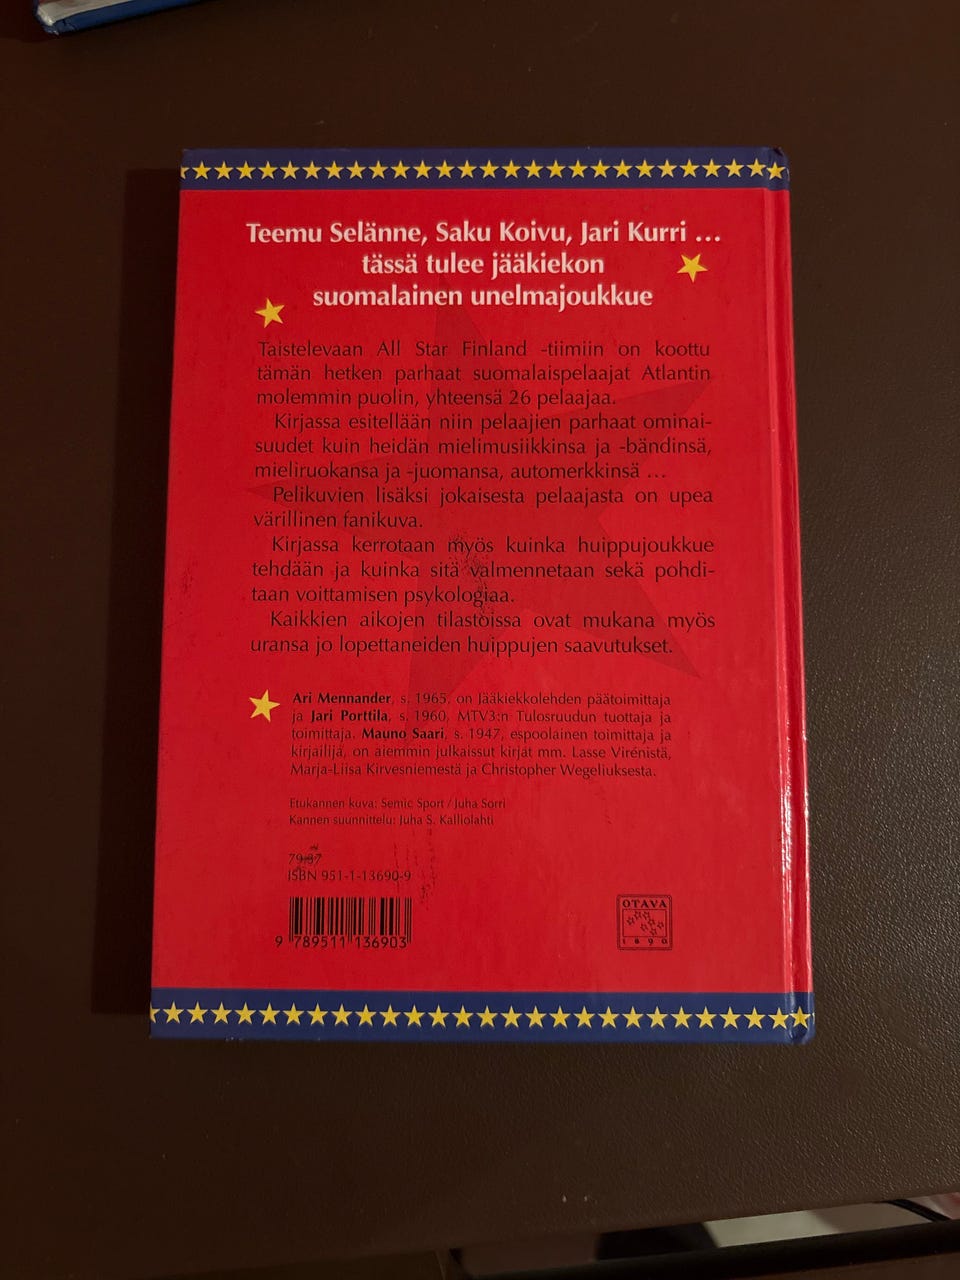 Teemu Selänne, Saku Koivu, Jari Kurri ...
tässä tulee jääkiekon
suomalainen unelmajoukkue
Taistelevaan All Star Finland -tiimiin on koottu
tämän hetken parhaat suomalaispelaajat Atlantin
molemmin puolin, yhteensä 26 pelaajaa.
Kirjassa esitellään niin pelaajien parhaat ominai-
suudet kuin heidän mielimusiikkinsa ja -bändinsä,
mieliruokansa ja -juomansa, automerkkinsä ...
Pelikuvien lisäksi jokaisesta pelaajasta on upea
värillinen fanikuva.
Kirjassa kerrotaan myös kuinka huippujoukkue
tehdään ja kuinka sitä valmennetaan sekä pohdi-
taan voittamisen psykologiaa.
Kaikkien aikojen tilastoissa ovat mukana myös
uransa jo lopettaneiden huippujen saavutukset.
Ari Mennander, s. 1965, on Jääkiekkolehden päätoimittaja
ja Jari Porttila, s. 1960, MTV3:n Tulosruudun tuottaja ja
toimittaja. Mauno Saari, s. 1947, espoolainen toimittaja ja
kirjailija, on aiemmin julkaissut kirjat mm. Lasse Virénistä,
Marja-Liisa Kirvesniemestä ja Christopher Wegeliuksesta.
Etukannen kuva: Semic Sport / Juha Sorri
Kannen suunnittelu: Juha S. Kalliolahti
79.87
ISBN 951-1-13690-9
9 789511 136903
OTAVA
1890